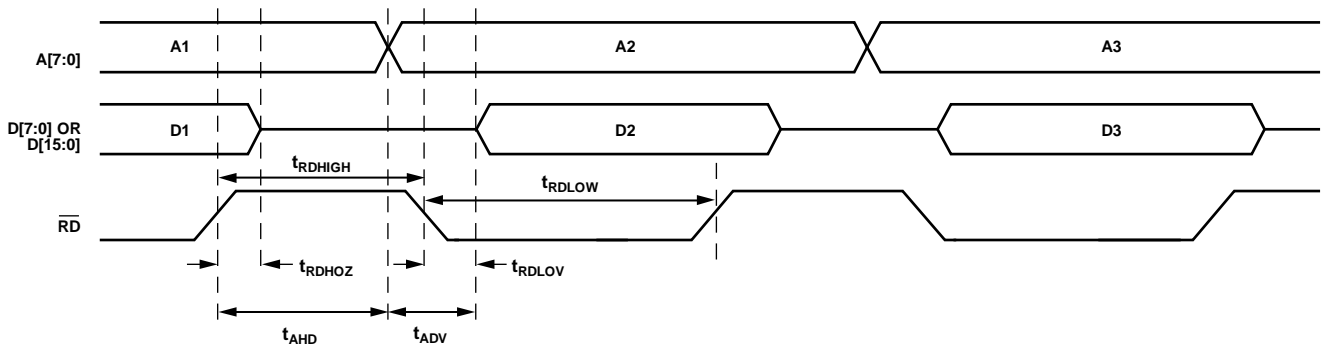 A[7:0]
A1
A2
A3
D[7:0] OR
D[15:0]
D1
D2
D3
tRDHIGH
tRDLOW
RD
tRDHOZ
tRDLOV
tAHD
tADV